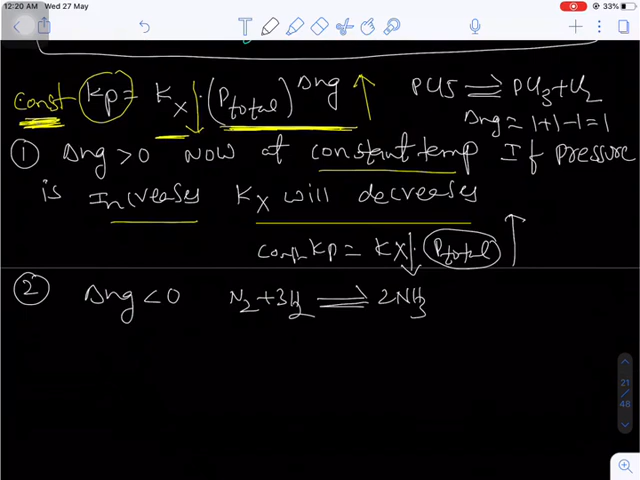 12:20 AM Wed 27 May
33%
Const Kp = Kx · (Ptotal)^Δng ↑ PCl5 ⇌ PCl3 + Cl2
Δng = 1+1-1=1
① Δng > 0 Now at constant temp If Pressure
is Increases Kx will decreases
const Kp = Kx↓ · (Ptotal) ↑
② Δng < 0 N2 + 3H2 ⇌ 2NH3
21
/
48